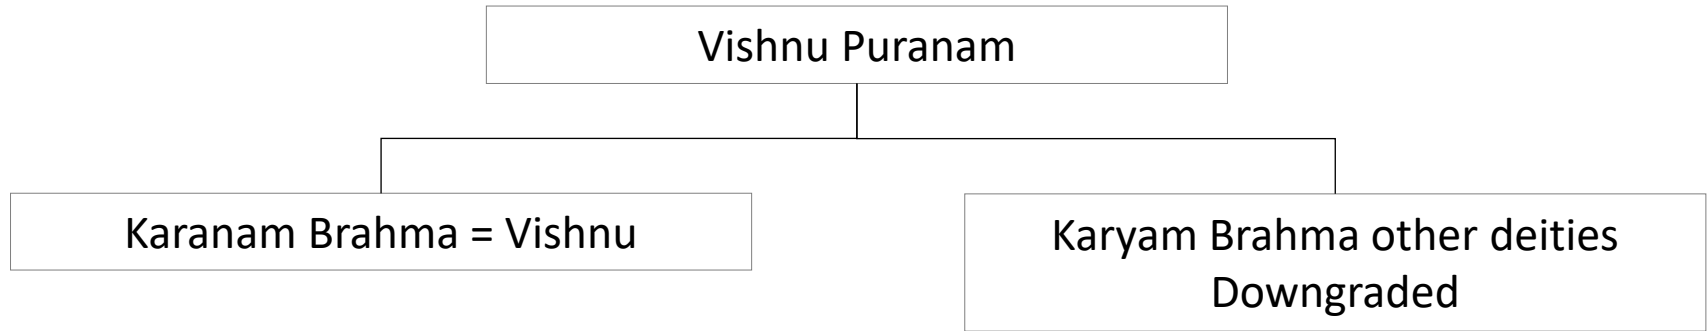 Vishnu Puranam
Karanam Brahma = Vishnu
Karyam Brahma other deities
Downgraded